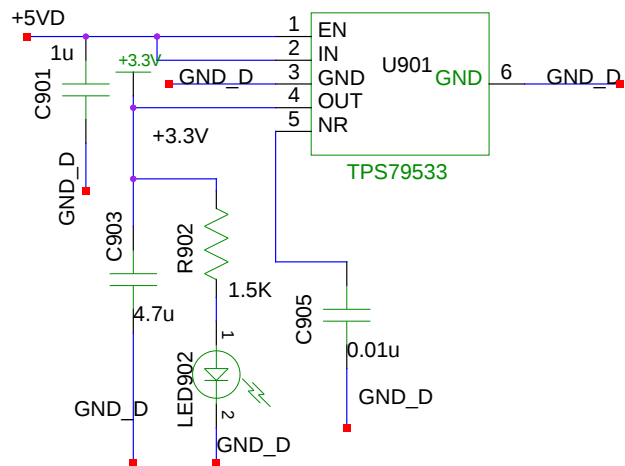 +5VD
1 EN
2 IN
3 GND
4 OUT
5 NR
U901
GND 6
GND_D
TPS79533
1u
C901
GND_D
+3.3V
GND_D
+3.3V
C903
4.7u
GND_D
R902
1.5K
1
LED902
2
GND_D
C905
0.01u
GND_D